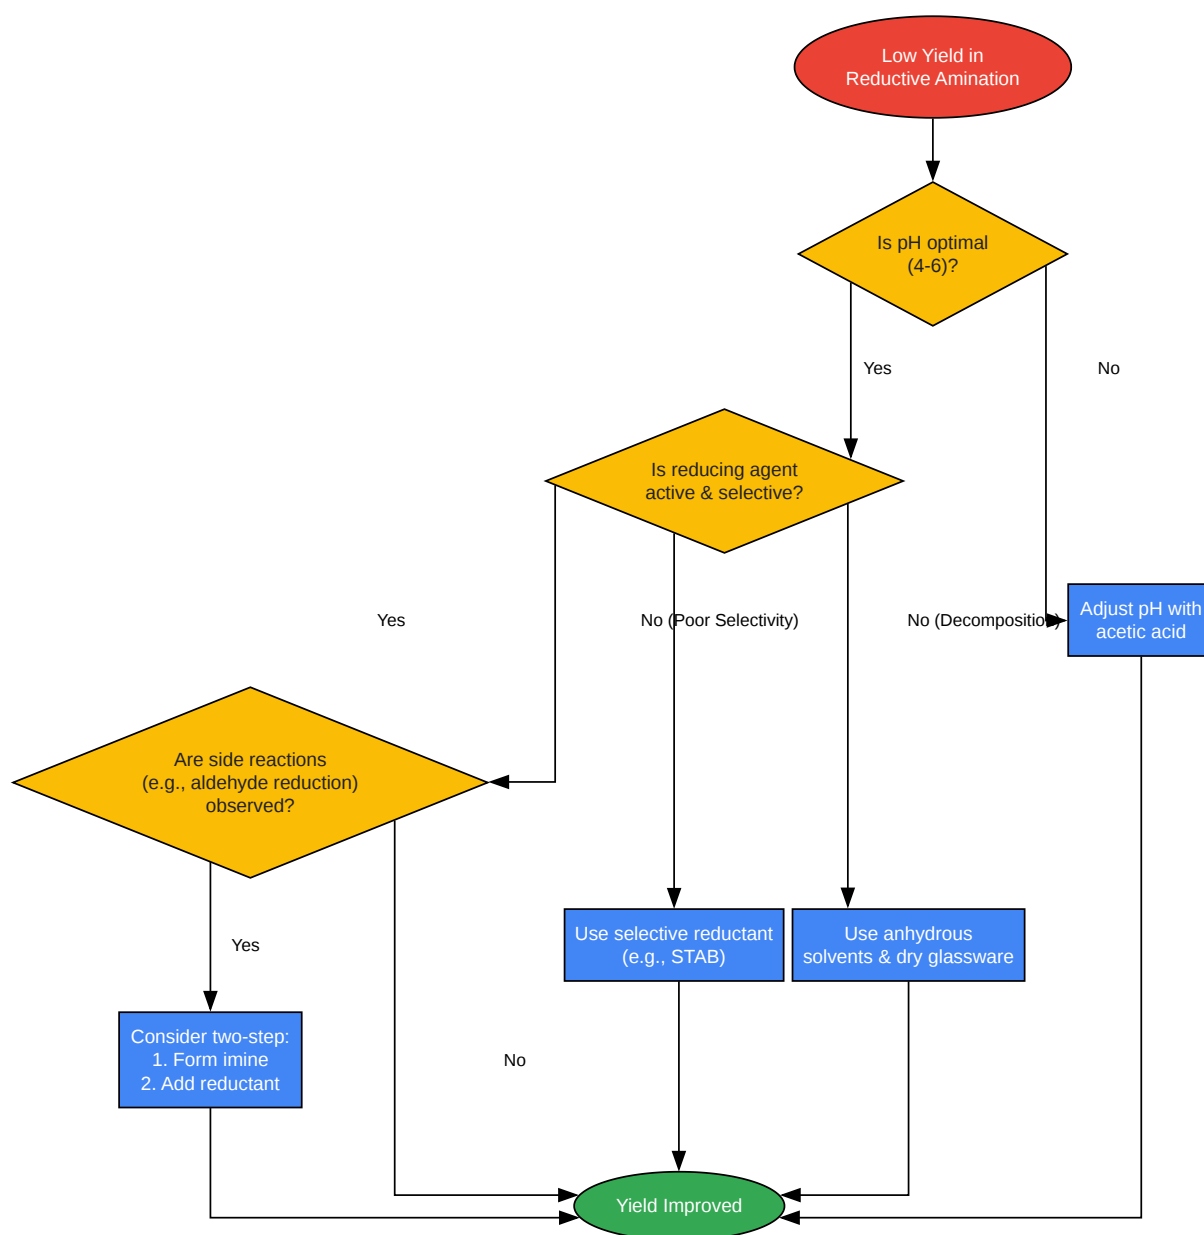 Low Yield in
Reductive Amination
Is pH optimal
(4-6)?
Yes
No
Is reducing agent
active & selective?
Yes
No (Poor Selectivity)
No (Decomposition)
Adjust pH with
acetic acid
Are side reactions
(e.g., aldehyde reduction)
observed?
Use selective reductant
(e.g., STAB)
Use anhydrous
solvents & dry glassware
Yes
Consider two-step:
1. Form imine
2. Add reductant
No
Yield Improved